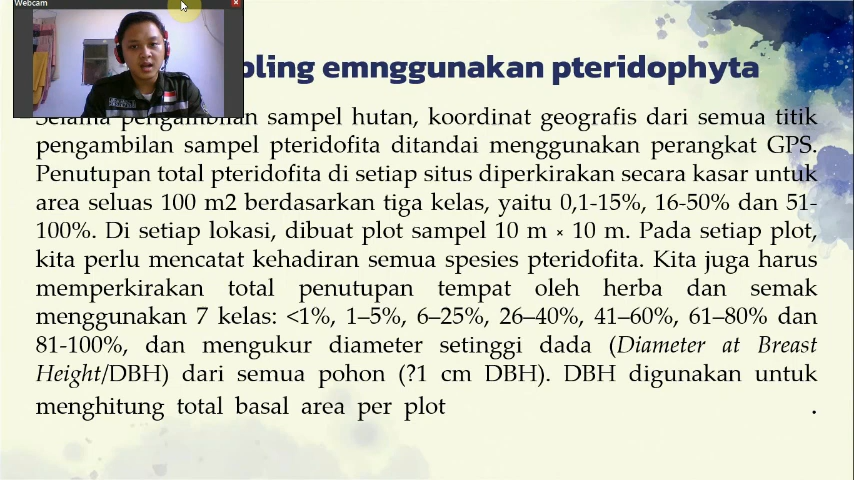 Webcam
bling emnggunakan pteridophyta
Selama pengambilan sampel hutan, koordinat geografis dari semua titik
pengambilan sampel pteridofita ditandai menggunakan perangkat GPS.
Penutupan total pteridofita di setiap situs diperkirakan secara kasar untuk
area seluas 100 m2 berdasarkan tiga kelas, yaitu 0,1-15%, 16-50% dan 51-
100%. Di setiap lokasi, dibuat plot sampel 10 m × 10 m. Pada setiap plot,
kita perlu mencatat kehadiran semua spesies pteridofita. Kita juga harus
memperkirakan total penutupan tempat oleh herba dan semak
menggunakan 7 kelas: <1%, 1–5%, 6–25%, 26–40%, 41–60%, 61–80% dan
81-100%, dan mengukur diameter setinggi dada (Diameter at Breast
Height/DBH) dari semua pohon (?1 cm DBH). DBH digunakan untuk
menghitung total basal area per plot .